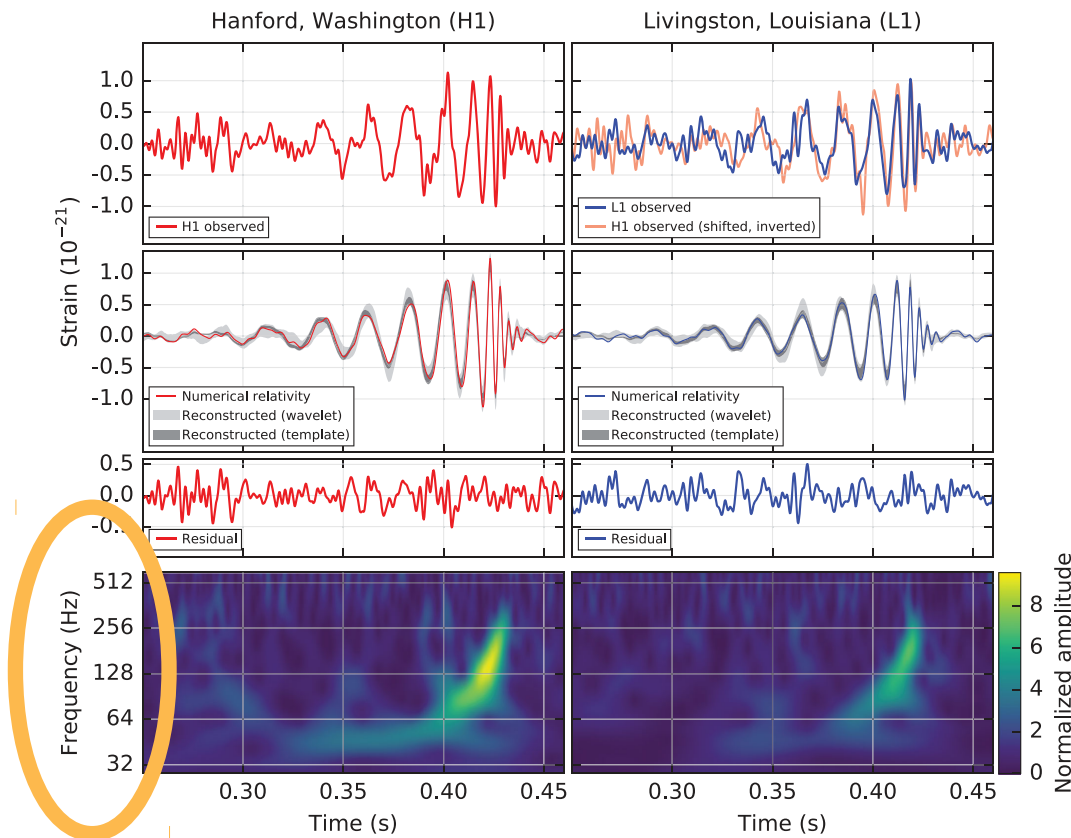 Hanford, Washington (H1)
Livingston, Louisiana (L1)
Strain (10⁻²¹)
1.0
0.5
0.0
-0.5
-1.0
H1 observed
L1 observed
H1 observed (shifted, inverted)
1.0
0.5
0.0
-0.5
-1.0
Numerical relativity
Reconstructed (wavelet)
Reconstructed (template)
Numerical relativity
Reconstructed (wavelet)
Reconstructed (template)
0.5
0.0
-0.5
Residual
Residual
Frequency (Hz)
512
256
128
64
32
Normalized amplitude
8
6
4
2
0
0.30
0.35
0.40
0.45
0.30
0.35
0.40
0.45
Time (s)
Time (s)